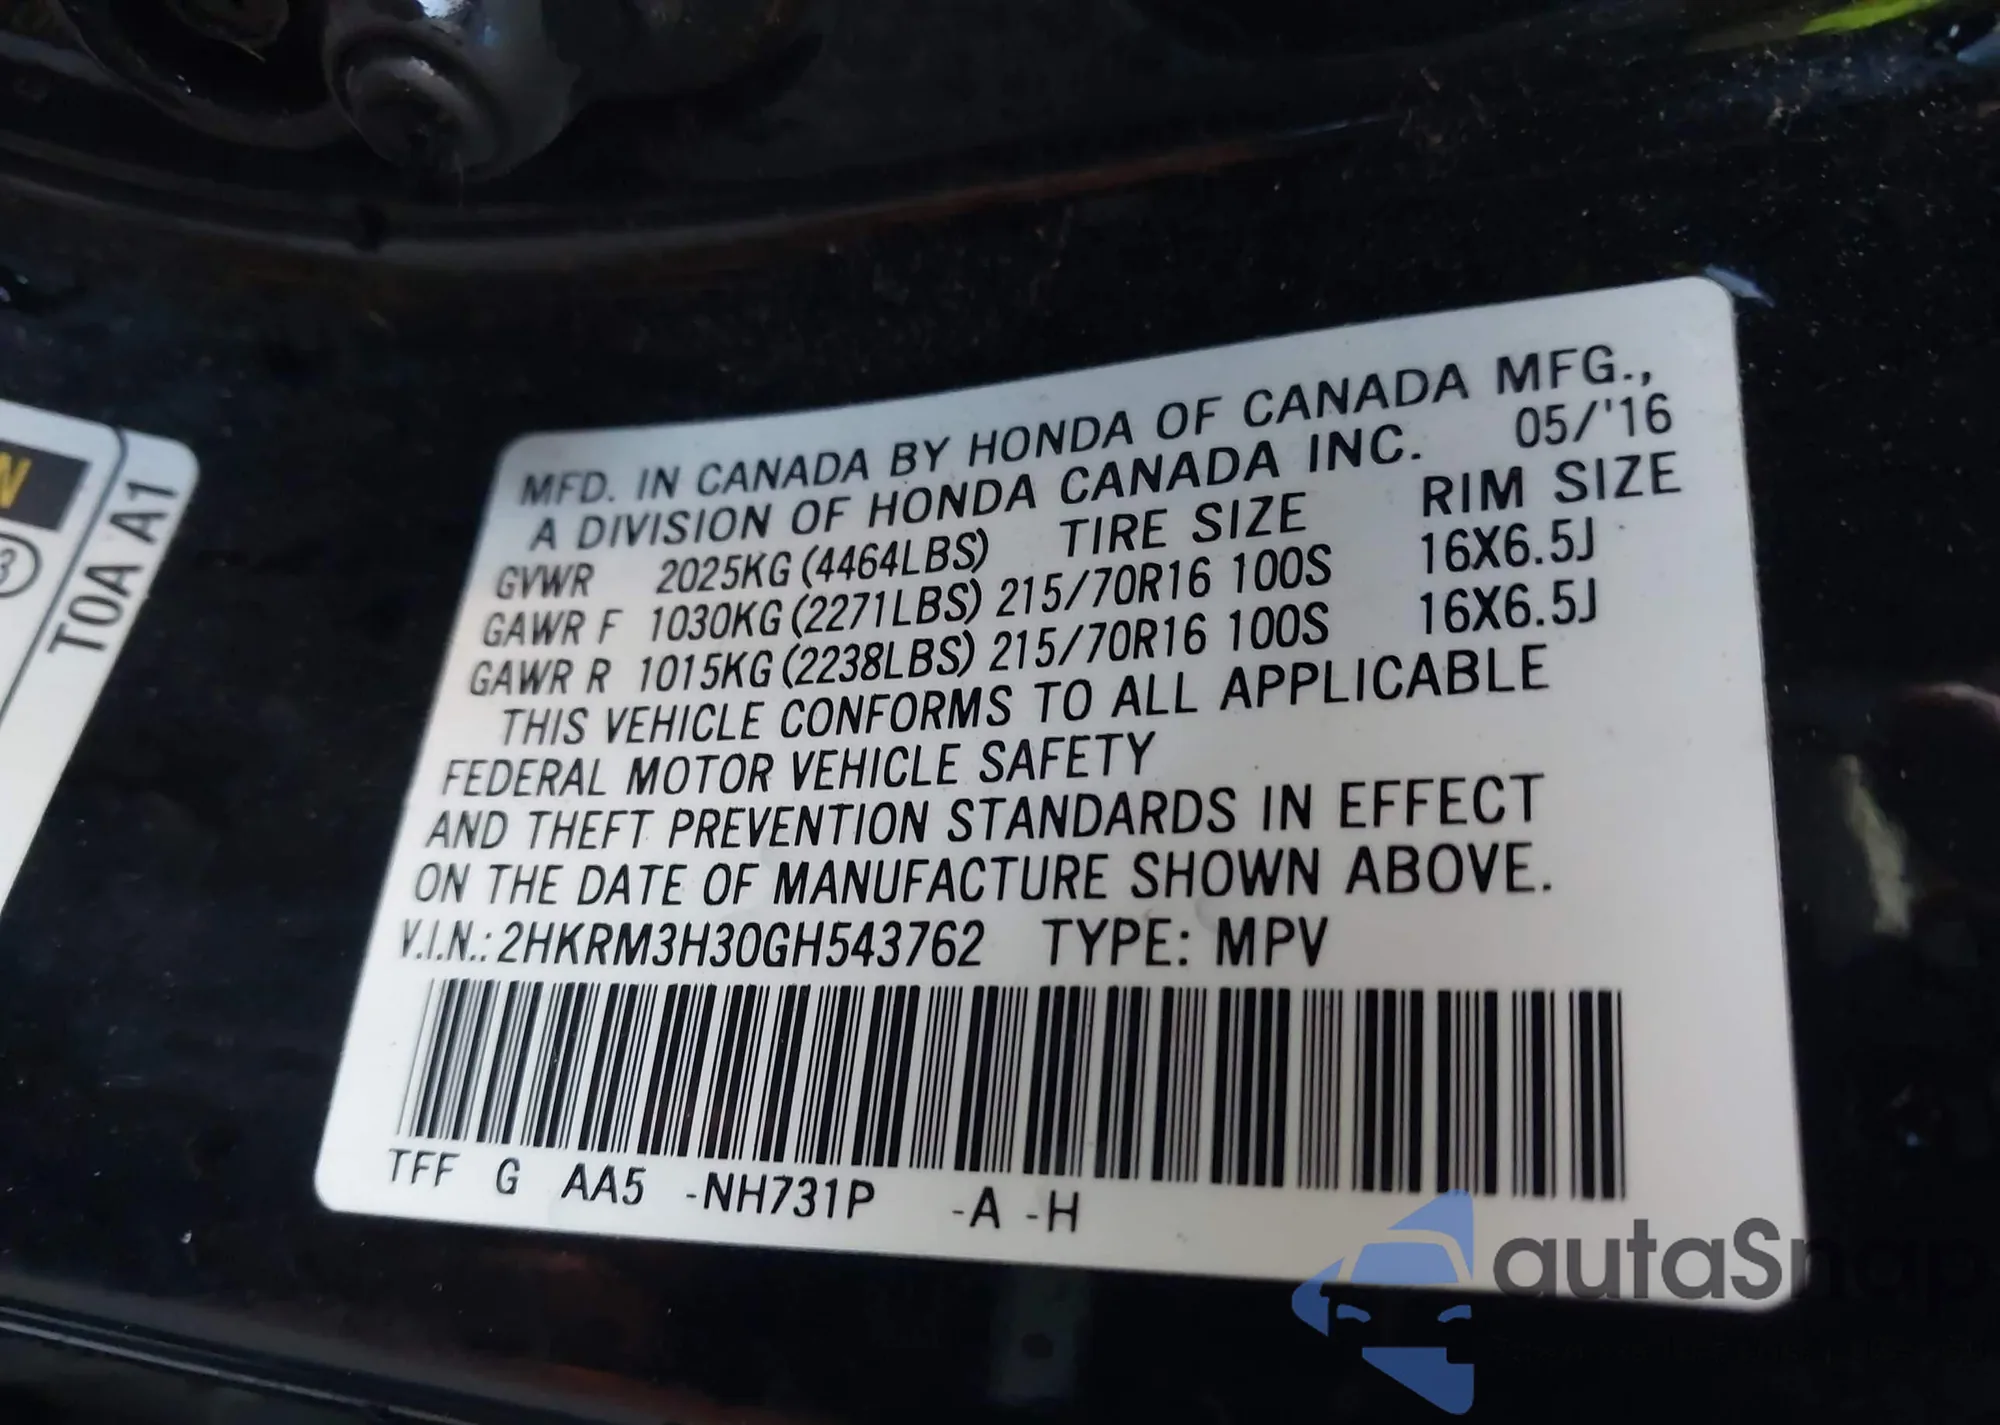 MFD. IN CANADA BY HONDA OF CANADA MFG.,
A DIVISION OF HONDA CANADA INC. 05/'16
GVWR 2025KG (4464LBS) TIRE SIZE RIM SIZE
GAWR F 1030KG (2271LBS) 215/70R16 100S 16X6.5J
GAWR R 1015KG (2238LBS) 215/70R16 100S 16X6.5J
THIS VEHICLE CONFORMS TO ALL APPLICABLE
FEDERAL MOTOR VEHICLE SAFETY
AND THEFT PREVENTION STANDARDS IN EFFECT
ON THE DATE OF MANUFACTURE SHOWN ABOVE.
V.I.N.: 2HKRM3H30GH543762 TYPE: MPV
TFF G AA5 -NH731P -A -H
N
3
T0A A1
autaSnap